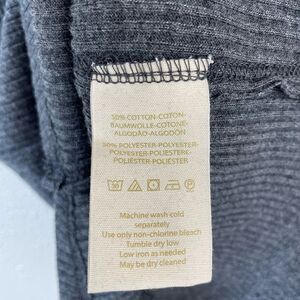 50% COTTON-COTON-
BAUMWOLLE-COTONE-
ALGODÃO-ALGODÓN
50% POLYESTER-POLYESTER-
POLYESTER-POLIESTERE-
POLIÉSTER-POLIÉSTER
30
P
Machine wash cold
separately
Use only non-chlorine bleach
Tumble dry low
Low iron as needed
May be dry cleaned